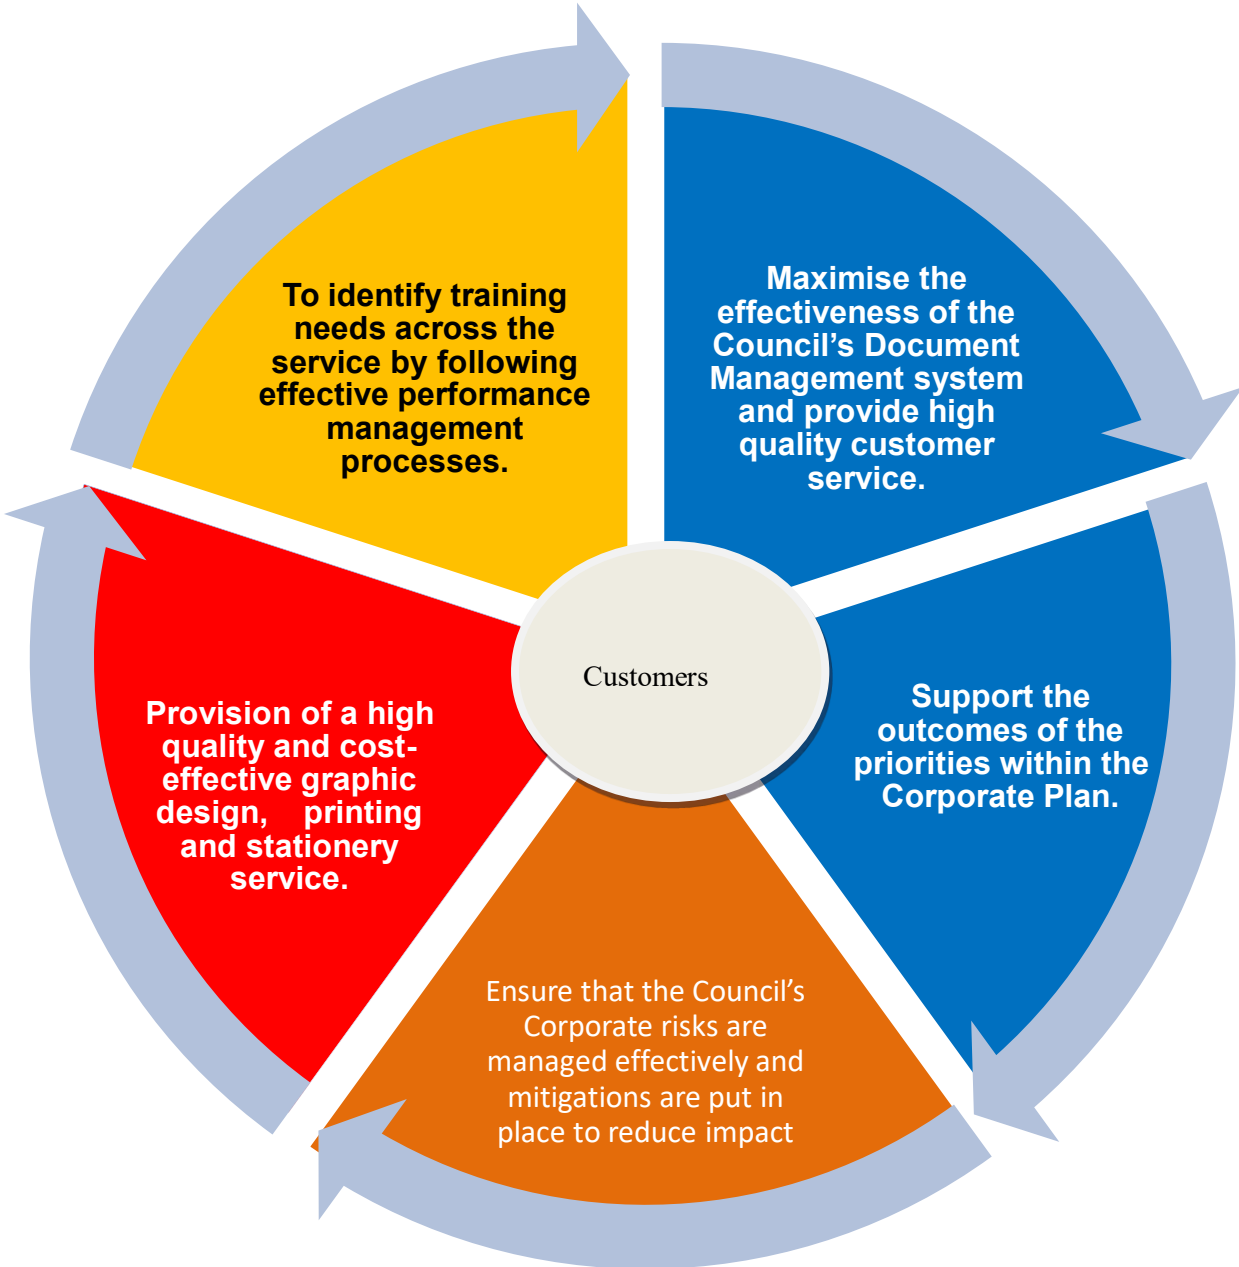 To identify training
needs across the
service by following
effective performance
management
processes.
Maximise the
effectiveness of the
Council’s Document
Management system
and provide high
quality customer
service.
Customers
Support the
outcomes of the
priorities within the
Corporate Plan.
Provision of a high
quality and cost-
effective graphic
design, printing
and stationery
service.
Ensure that the Council’s
Corporate risks are
managed effectively and
mitigations are put in
place to reduce impact